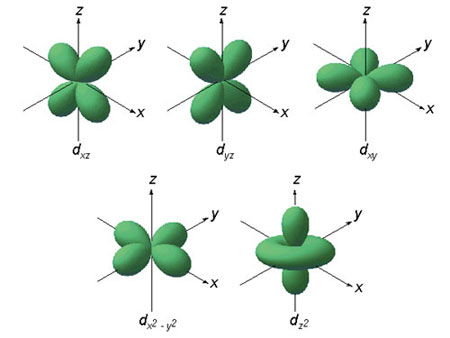 z z z
y y y
x x x
d_xz d_yz d_xy
z z
y y
x x
d_x² - y² d_z²